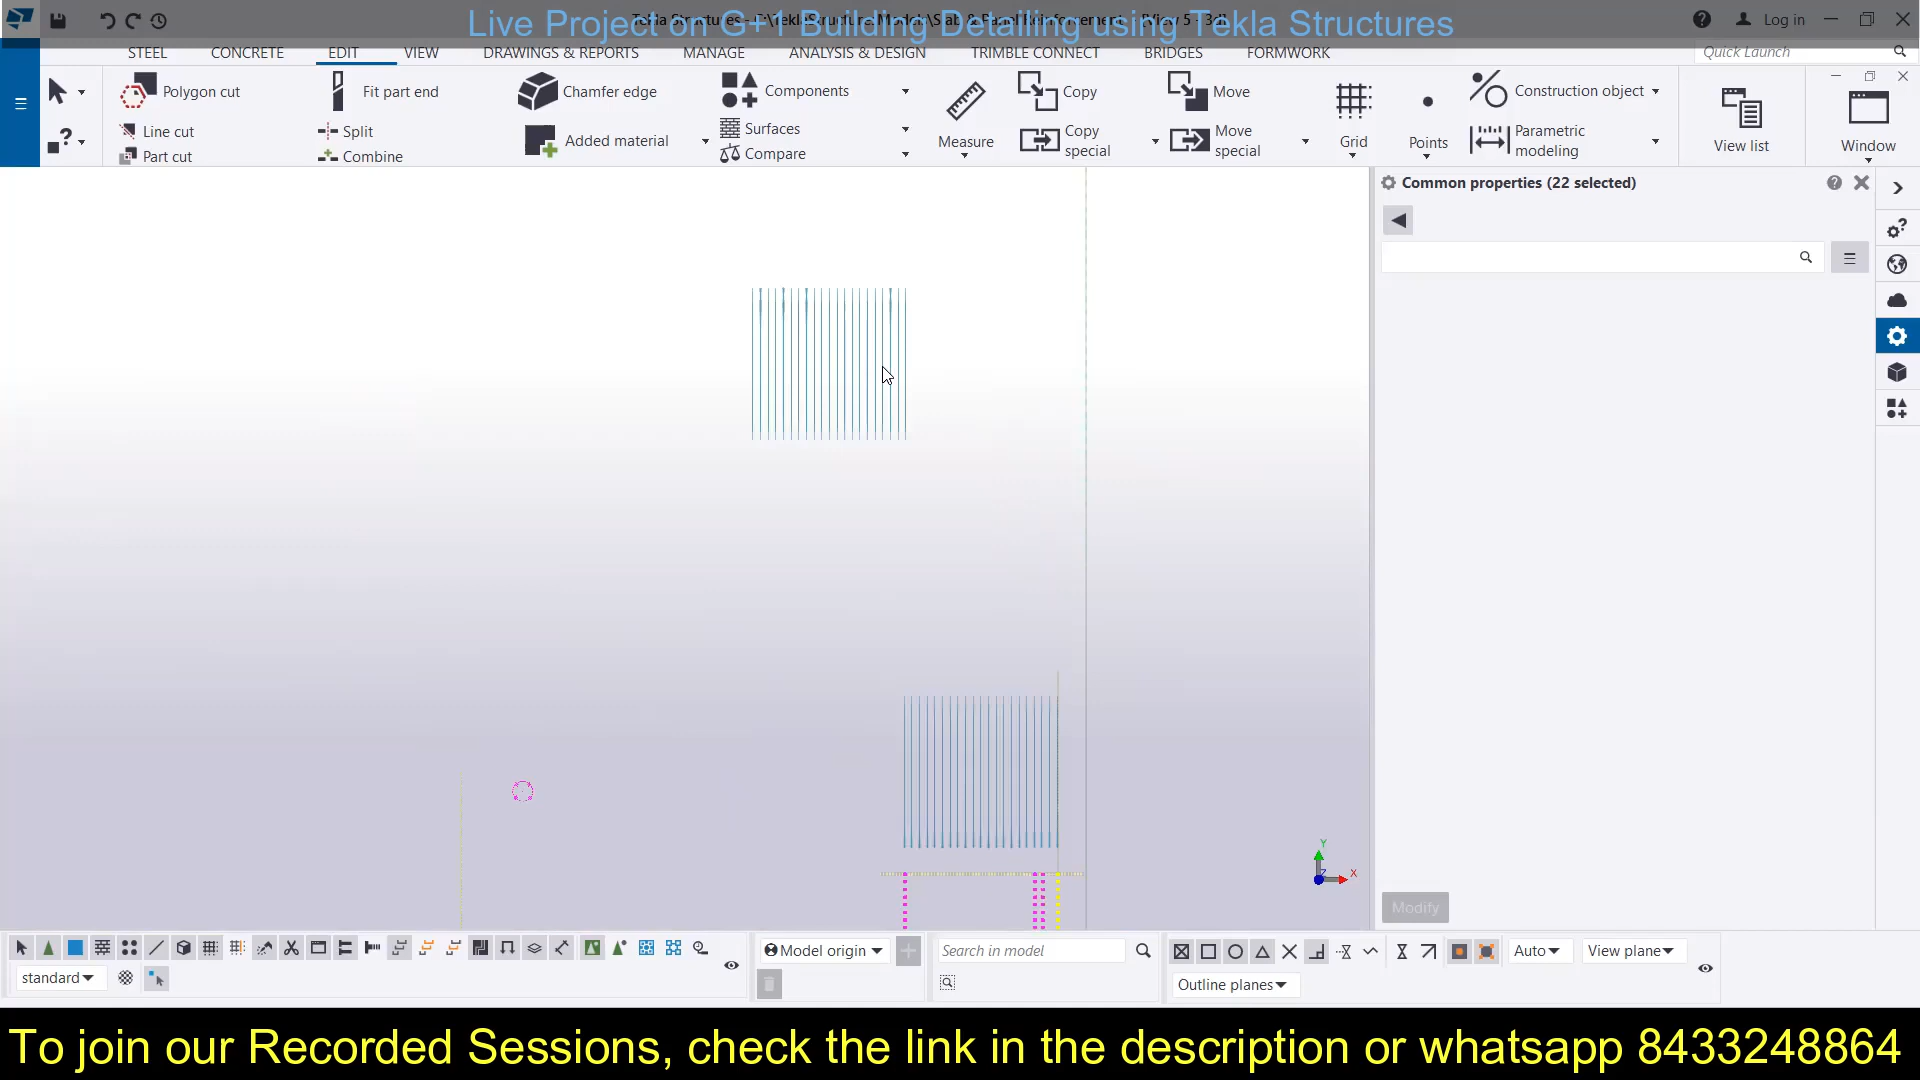 Live Project on G+1 Building Detailing using Tekla Structures
Log in
STEEL
CONCRETE
EDIT
VIEW
DRAWINGS & REPORTS
MANAGE
ANALYSIS & DESIGN
TRIMBLE CONNECT
BRIDGES
FORMWORK
Quick Launch
Polygon cut
Line cut
Part cut
Fit part end
Split
Combine
Chamfer edge
Added material
Components
Surfaces
Compare
Measure
Copy
Copy special
Move
Move special
Grid
Points
Construction object
Parametric modeling
View list
Window
Common properties (22 selected)
Modify
Y
X
Z
standard
Model origin
Search in model
Auto
View plane
Outline planes
To join our Recorded Sessions, check the link in the description or whatsapp 8433248864